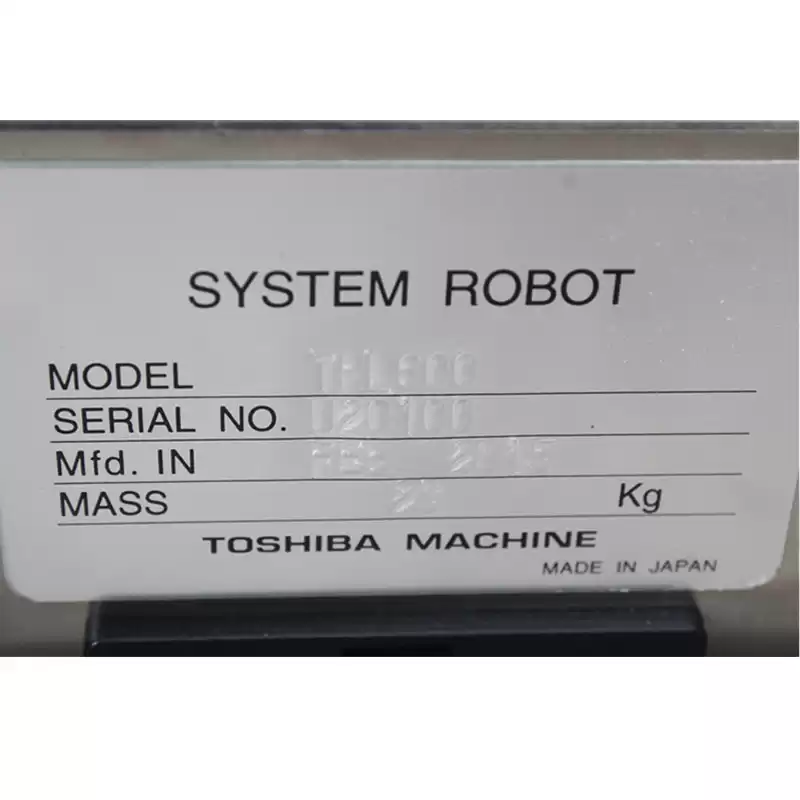 SYSTEM ROBOT
MODEL
SERIAL NO.
Mfd. IN
MASS Kg
TOSHIBA MACHINE
MADE IN JAPAN